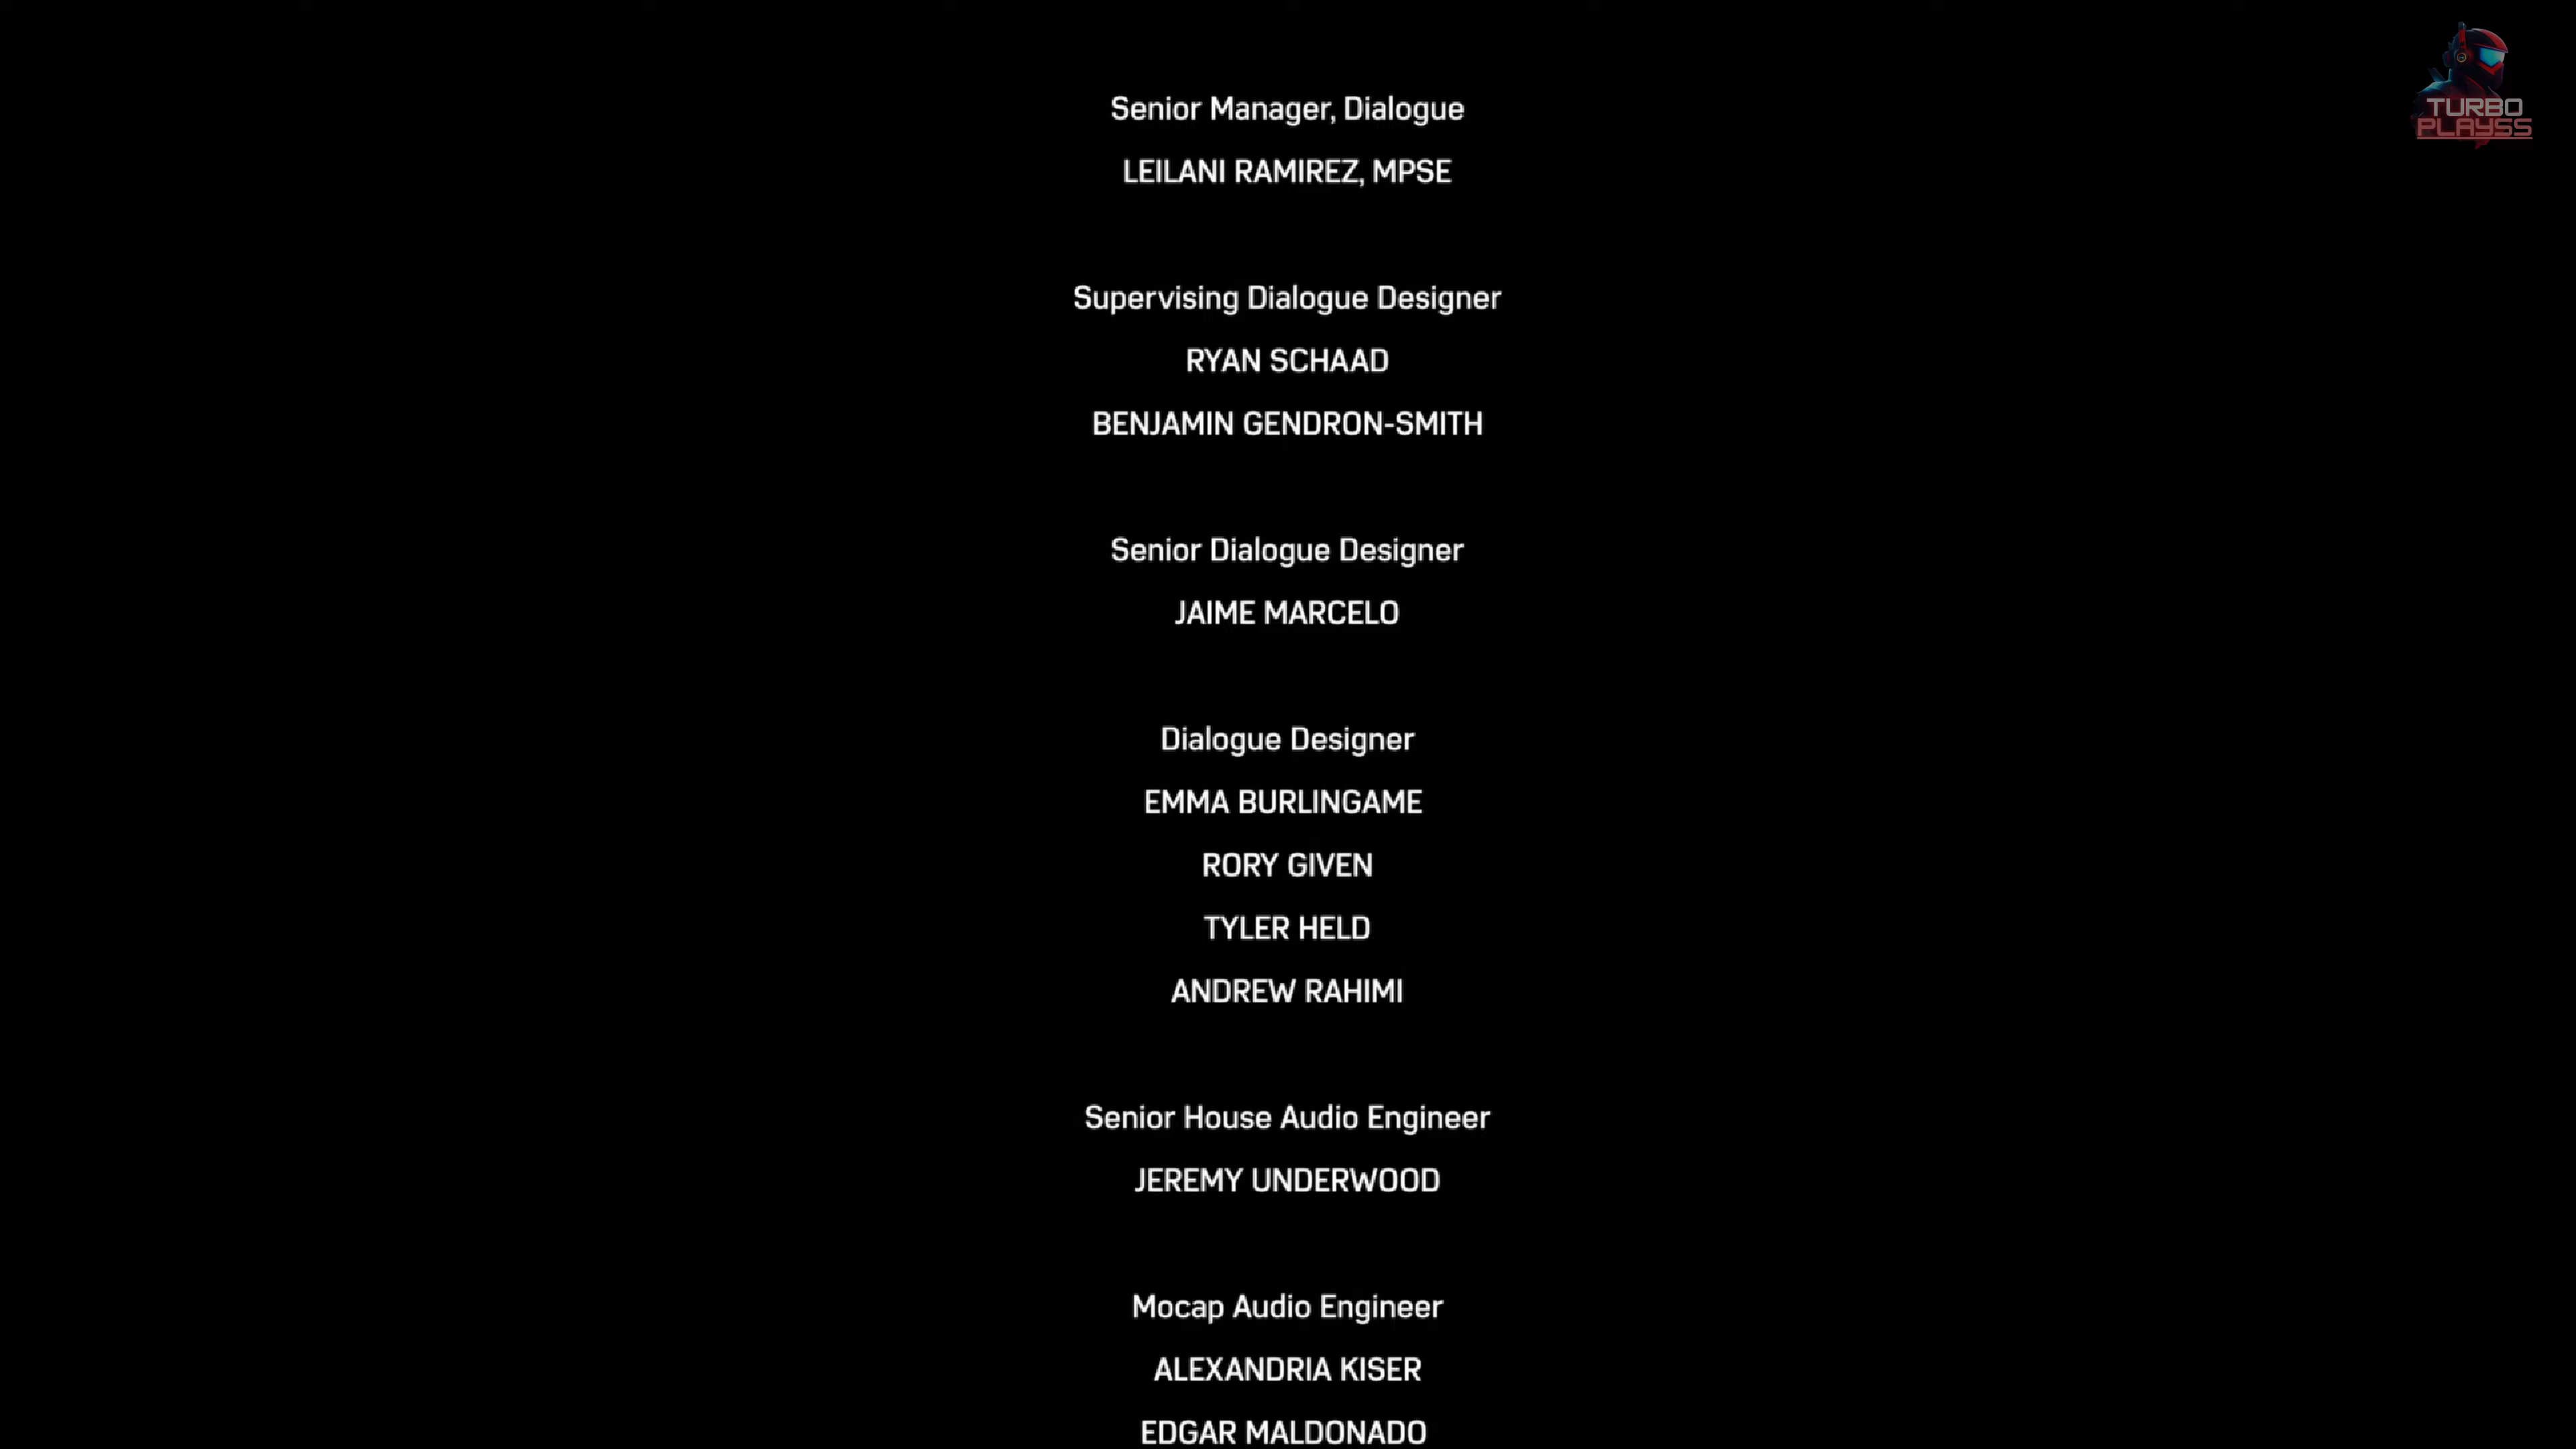 TURBO
PLAYSS
Senior Manager, Dialogue
LEILANI RAMIREZ, MPSE
Supervising Dialogue Designer
RYAN SCHAAD
BENJAMIN GENDRON-SMITH
Senior Dialogue Designer
JAIME MARCELO
Dialogue Designer
EMMA BURLINGAME
RORY GIVEN
TYLER HELD
ANDREW RAHIMI
Senior House Audio Engineer
JEREMY UNDERWOOD
Mocap Audio Engineer
ALEXANDRIA KISER
EDGAR MALDONADO